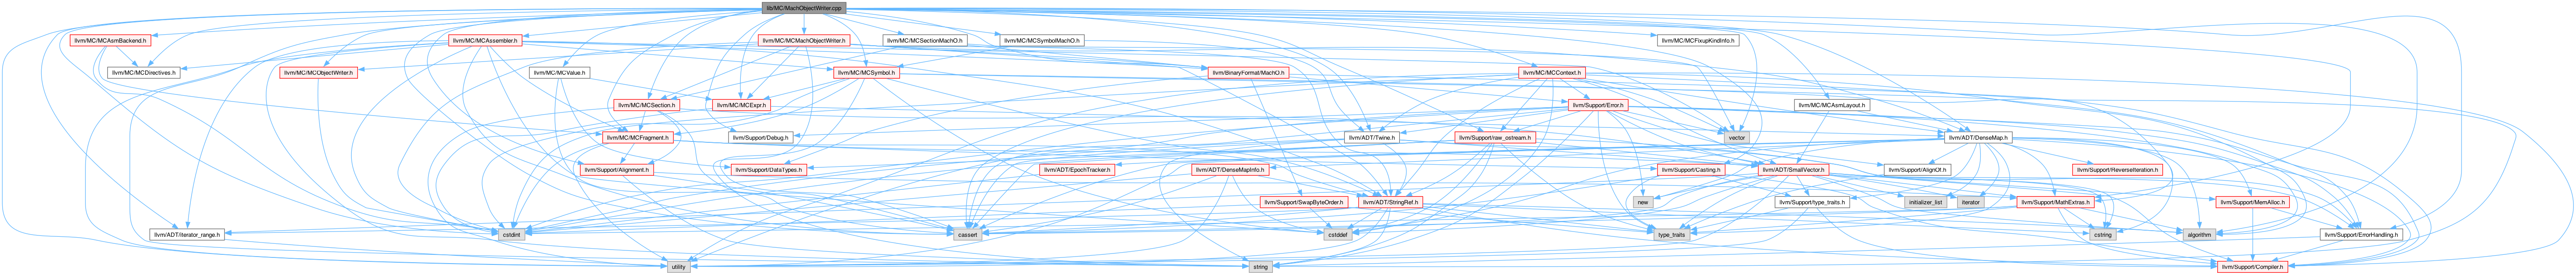 lib/MC/MachObjectWriter.cpp
llvm/MC/MCAsmBackend.h
llvm/MC/MCAssembler.h
llvm/MC/MCMachObjectWriter.h
llvm/MC/MCSectionMachO.h
llvm/MC/MCSymbolMachO.h
llvm/MC/MCFixupKindInfo.h
llvm/MC/MCDirectives.h
llvm/MC/MCObjectWriter.h
llvm/MC/MCValue.h
llvm/MC/MCSymbol.h
llvm/BinaryFormat/MachO.h
llvm/MC/MCContext.h
llvm/MC/MCSection.h
llvm/MC/MCExpr.h
llvm/Support/Error.h
llvm/MC/MCAsmLayout.h
llvm/MC/MCFragment.h
llvm/Support/Debug.h
llvm/ADT/Twine.h
llvm/Support/raw_ostream.h
vector
llvm/ADT/DenseMap.h
llvm/Support/Alignment.h
llvm/Support/DataTypes.h
llvm/ADT/EpochTracker.h
llvm/ADT/DenseMapInfo.h
llvm/Support/Casting.h
llvm/ADT/SmallVector.h
llvm/Support/AlignOf.h
llvm/Support/ReverseIteration.h
llvm/Support/SwapByteOrder.h
llvm/ADT/StringRef.h
new
llvm/Support/type_traits.h
initializer_list
iterator
llvm/Support/MathExtras.h
llvm/Support/MemAlloc.h
llvm/ADT/iterator_range.h
cstdint
cassert
cstddef
type_traits
cstring
algorithm
llvm/Support/ErrorHandling.h
utility
string
llvm/Support/Compiler.h